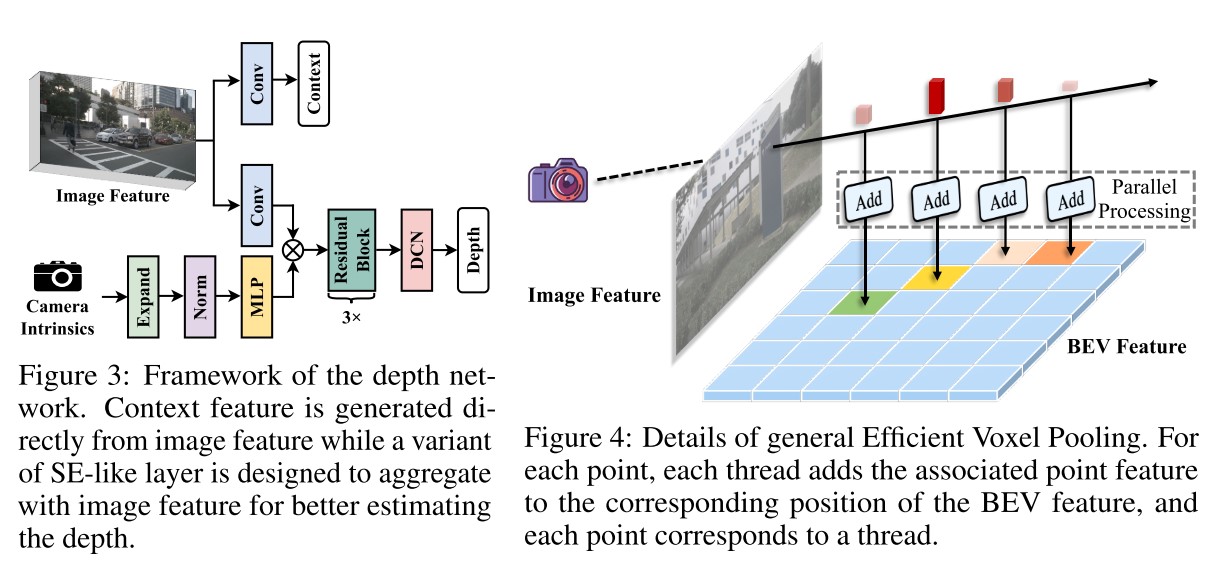 Conv
Context
Image Feature
Conv
Residual
Block
DCN
Depth
Camera
Intrinsics
Expand
Norm
MLP
3×
Figure 3: Framework of the depth net-
work. Context feature is generated di-
rectly from image feature while a variant
of SE-like layer is designed to aggregate
with image feature for better estimating
the depth.
Add
Add
Add
Add
Parallel
Processing
Image Feature
BEV Feature
Figure 4: Details of general Efficient Voxel Pooling. For
each point, each thread adds the associated point feature
to the corresponding position of the BEV feature, and
each point corresponds to a thread.